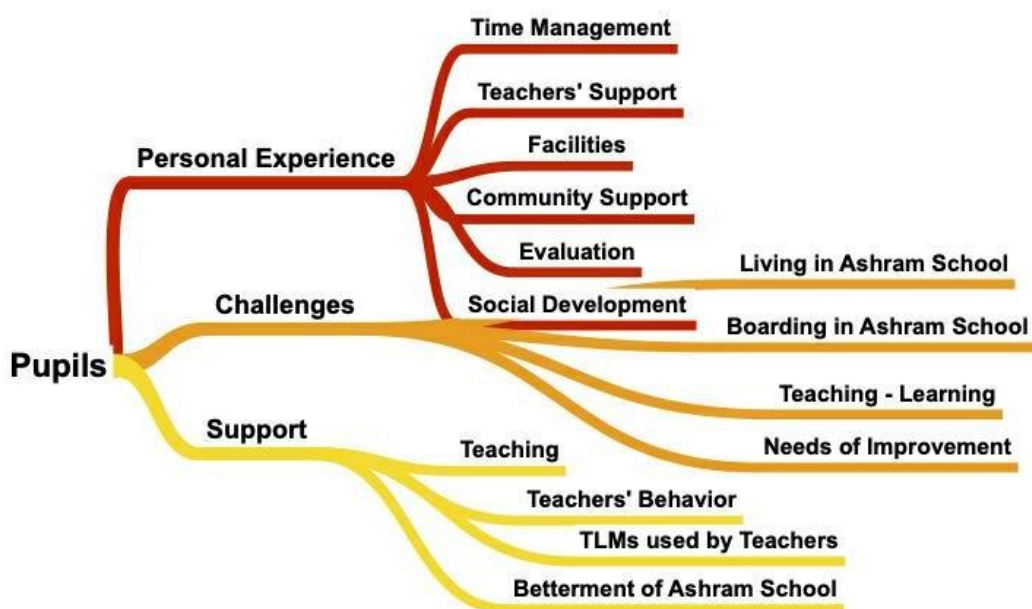 Time Management
Teachers' Support
Personal Experience
Facilities
Community Support
Evaluation
Living in Ashram School
Challenges
Social Development
Boarding in Ashram School
Pupils
Teaching - Learning
Support
Teaching
Needs of Improvement
Teachers' Behavior
TLMs used by Teachers
Betterment of Ashram School